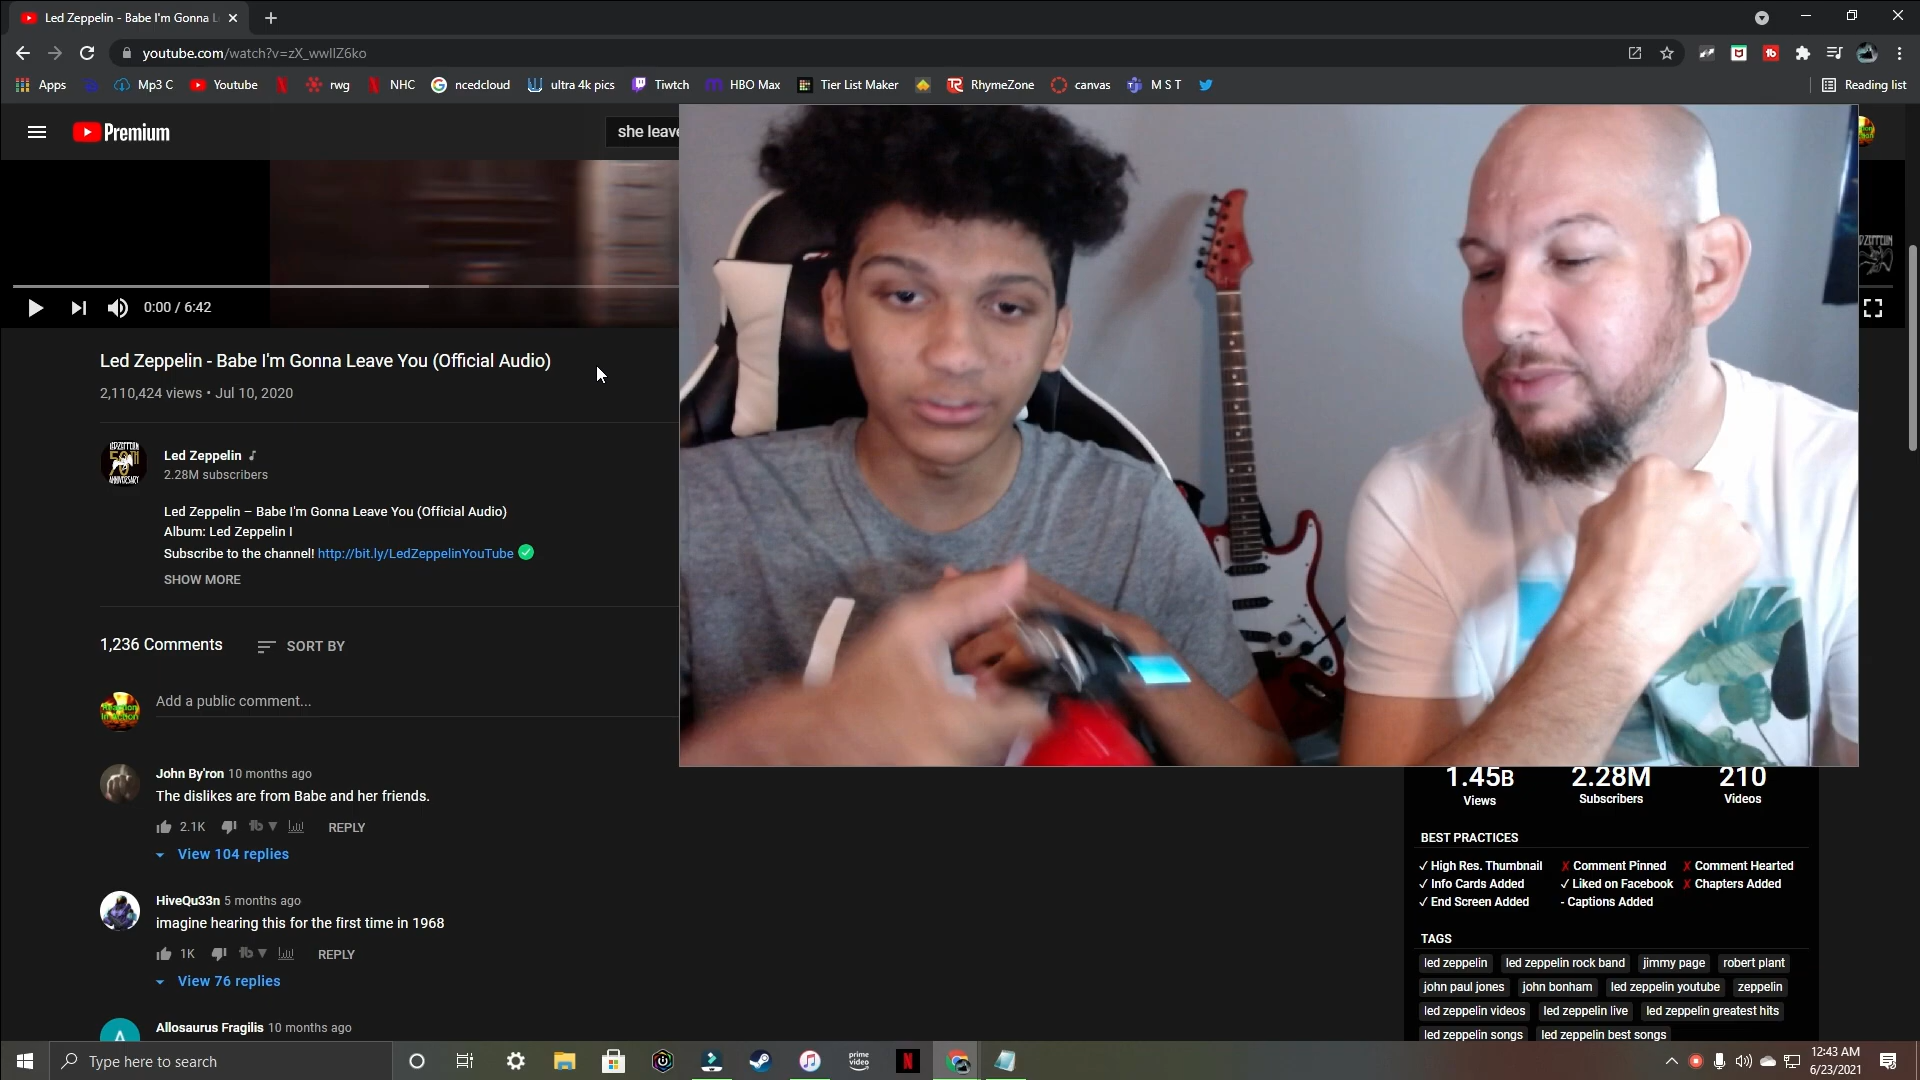 Led Zeppelin - Babe I'm Gonna L
youtube.com/watch?v=zX_wwlIZ6ko
Apps Mp3 C Youtube rwg NHC ncedcloud ultra 4k pics Tiwtch HBO Max Tier List Maker RhymeZone canvas M S T Reading list
Premium
she leave
0:00 / 6:42
Led Zeppelin - Babe I'm Gonna Leave You (Official Audio)
2,110,424 views • Jul 10, 2020
Led Zeppelin
2.28M subscribers
Led Zeppelin – Babe I'm Gonna Leave You (Official Audio)
Album: Led Zeppelin I
Subscribe to the channel! http://bit.ly/LedZeppelinYouTube
SHOW MORE
1,236 Comments SORT BY
Add a public comment...
John By'ron 10 months ago
The dislikes are from Babe and her friends.
2.1K REPLY
View 104 replies
HiveQu33n 5 months ago
imagine hearing this for the first time in 1968
1K REPLY
View 76 replies
Allosaurus Fragilis 10 months ago
1.45B 2.28M 210
Views Subscribers Videos
BEST PRACTICES
✓ High Res. Thumbnail ✗ Comment Pinned ✗ Comment Hearted
✓ Info Cards Added ✓ Liked on Facebook ✗ Chapters Added
✓ End Screen Added - Captions Added
TAGS
led zeppelin led zeppelin rock band jimmy page robert plant
john paul jones john bonham led zeppelin youtube zeppelin
led zeppelin videos led zeppelin live led zeppelin greatest hits
led zeppelin songs led zeppelin best songs
Type here to search
prime video
12:43 AM
6/23/2021